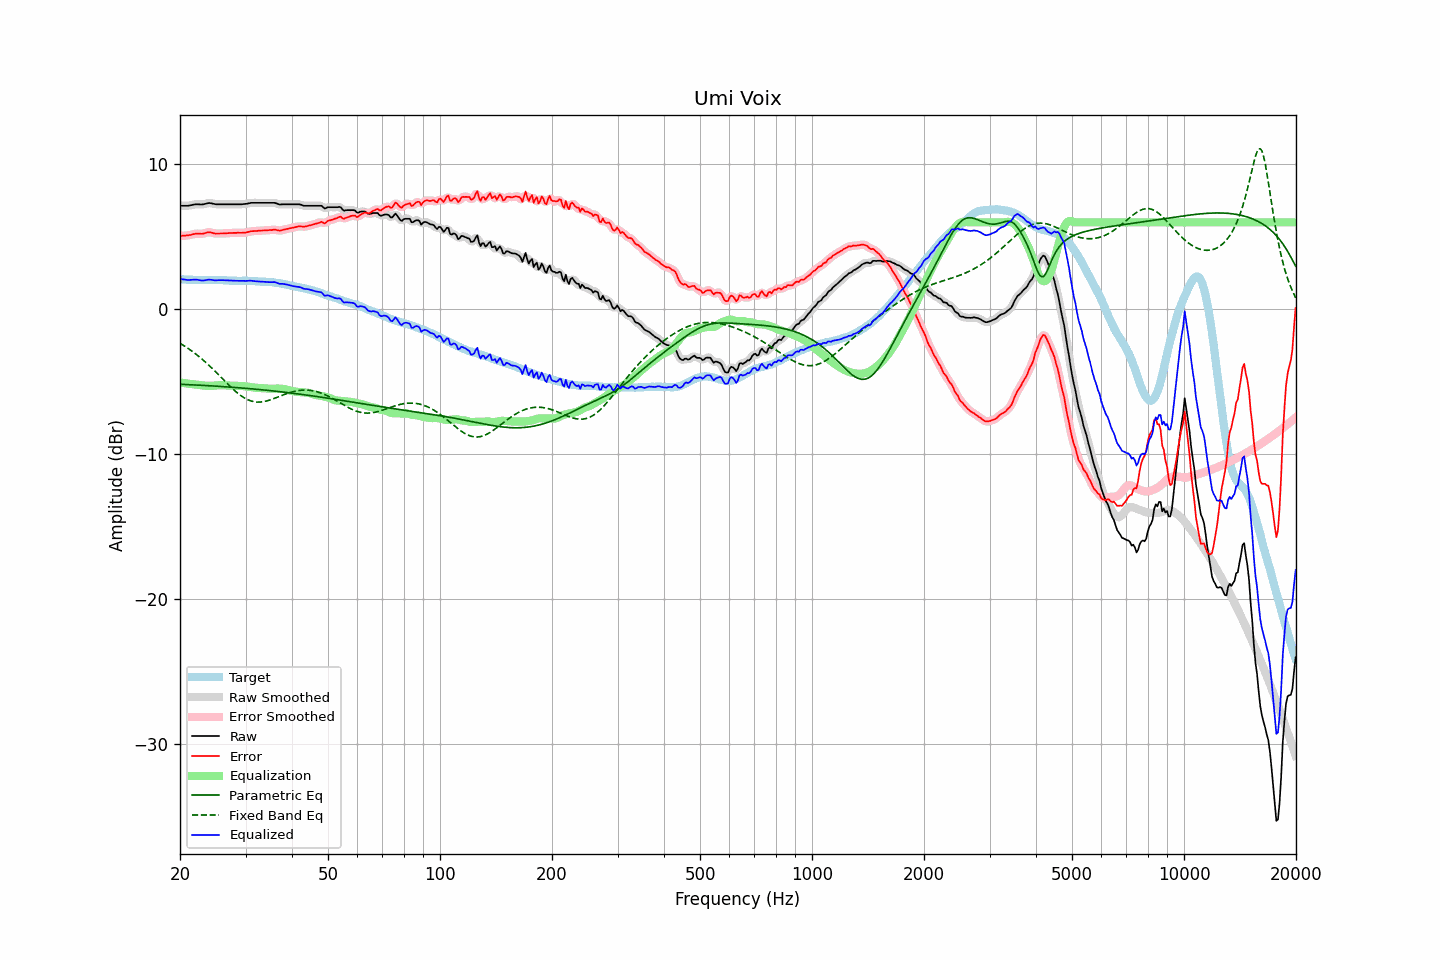 Umi Voix
10
0
−10
−20
−30
Amplitude (dBr)
Target
Raw Smoothed
Error Smoothed
Raw
Error
Equalization
Parametric Eq
Fixed Band Eq
Equalized
20 50 100 200 500 1000 2000 5000 10000 20000
Frequency (Hz)